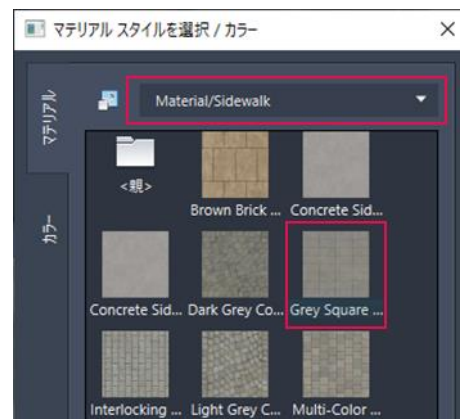 マテリアル スタイルを選択 / カラー
マテリアル
Material/Sidewalk
カラー
<親>
Brown Brick ...
Concrete Sid...
Concrete Sid...
Dark Grey Co...
Grey Square ...
Interlocking ...
Light Grey C...
Multi-Color ...